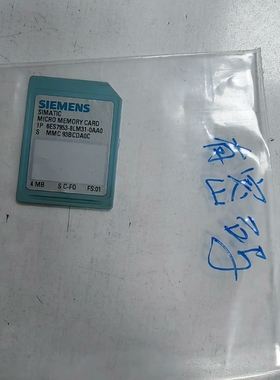 SIEMENS
SIMATIC
MICRO MEMORY CARD
1P 6ES7953-8LM31-0AA0
S MMC 93BCDA0C
4 MB S C-F0 FS:01